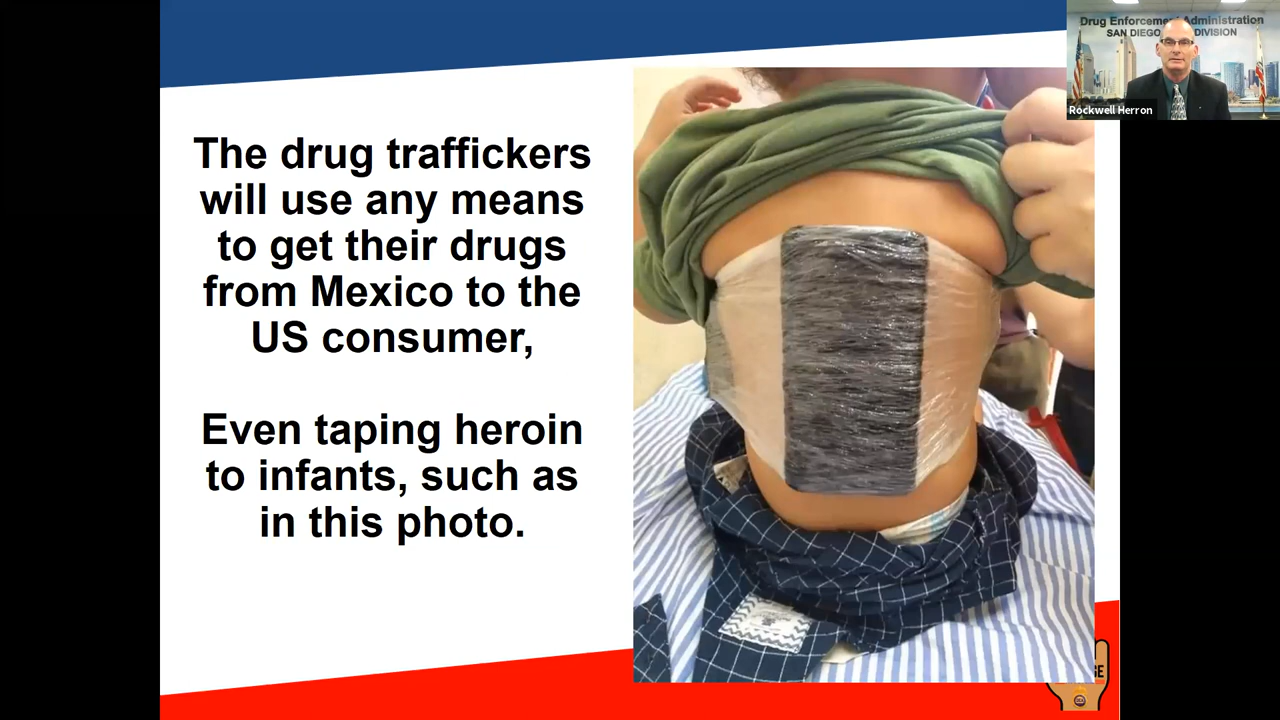 Drug Enforcement Administration
SAN DIEGO
DIVISION
Rockwell Herron
The drug traffickers
will use any means
to get their drugs
from Mexico to the
US consumer,
Even taping heroin
to infants, such as
in this photo.